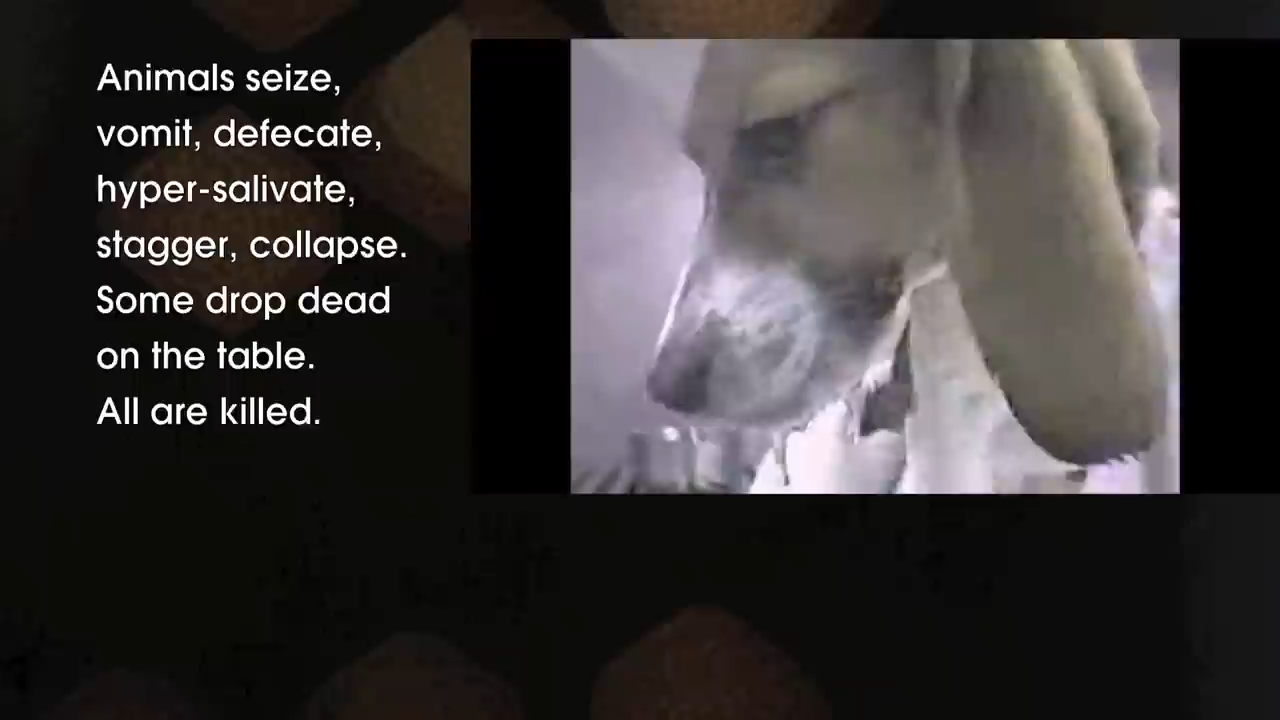 Animals seize,
vomit, defecate,
hyper-salivate,
stagger, collapse.
Some drop dead
on the table.
All are killed.